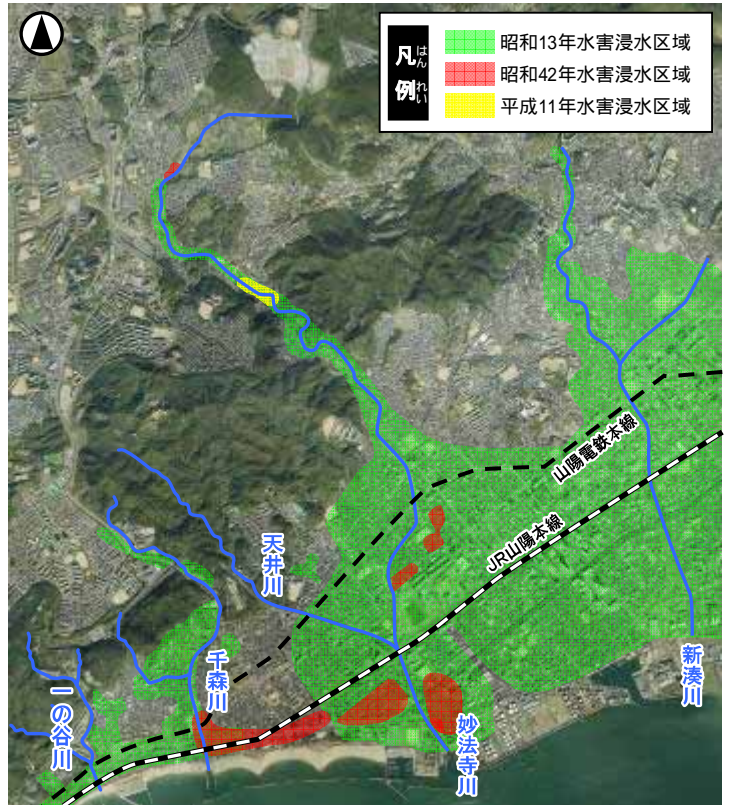 凡例
はんれい
昭和13年水害浸水区域
昭和42年水害浸水区域
平成11年水害浸水区域
山陽電鉄本線
JR山陽本線
天井川
千森川
一の谷川
妙法寺川
新湊川